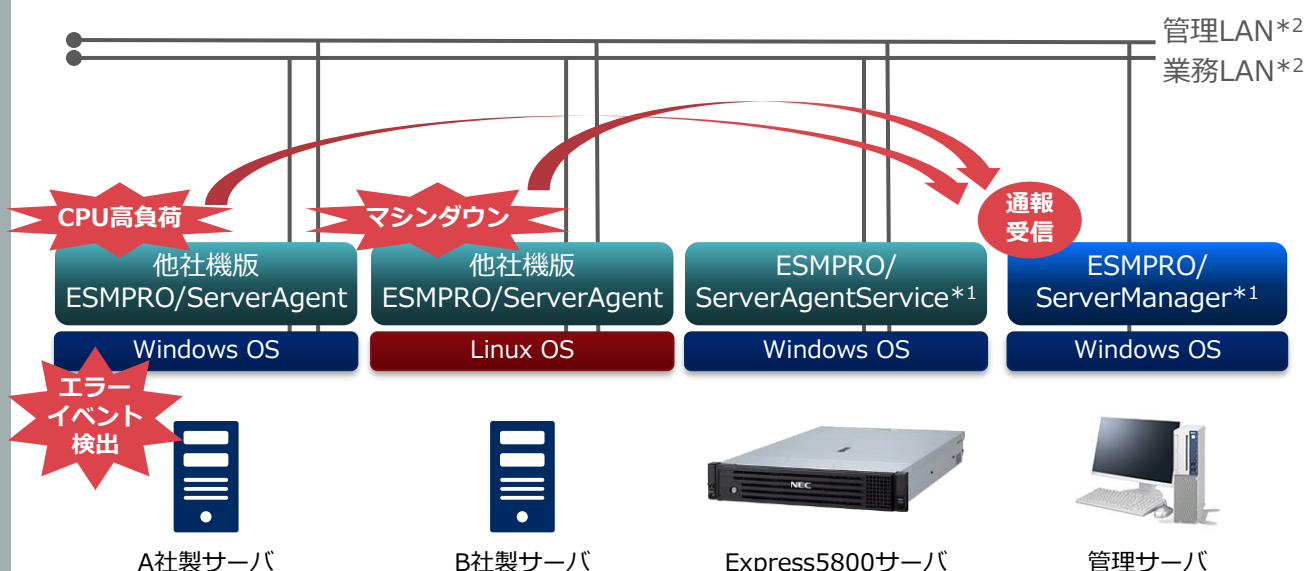 管理LAN*2
業務LAN*2
CPU高負荷
マシンダウン
通報
受信
他社機版
ESMPRO/ServerAgent
他社機版
ESMPRO/ServerAgent
ESMPRO/
ServerAgentService*1
ESMPRO/
ServerManager*1
Windows OS
Linux OS
Windows OS
Windows OS
エラー
イベント
検出
NEC
A社製サーバ
B社製サーバ
Express5800サーバ
管理サーバ